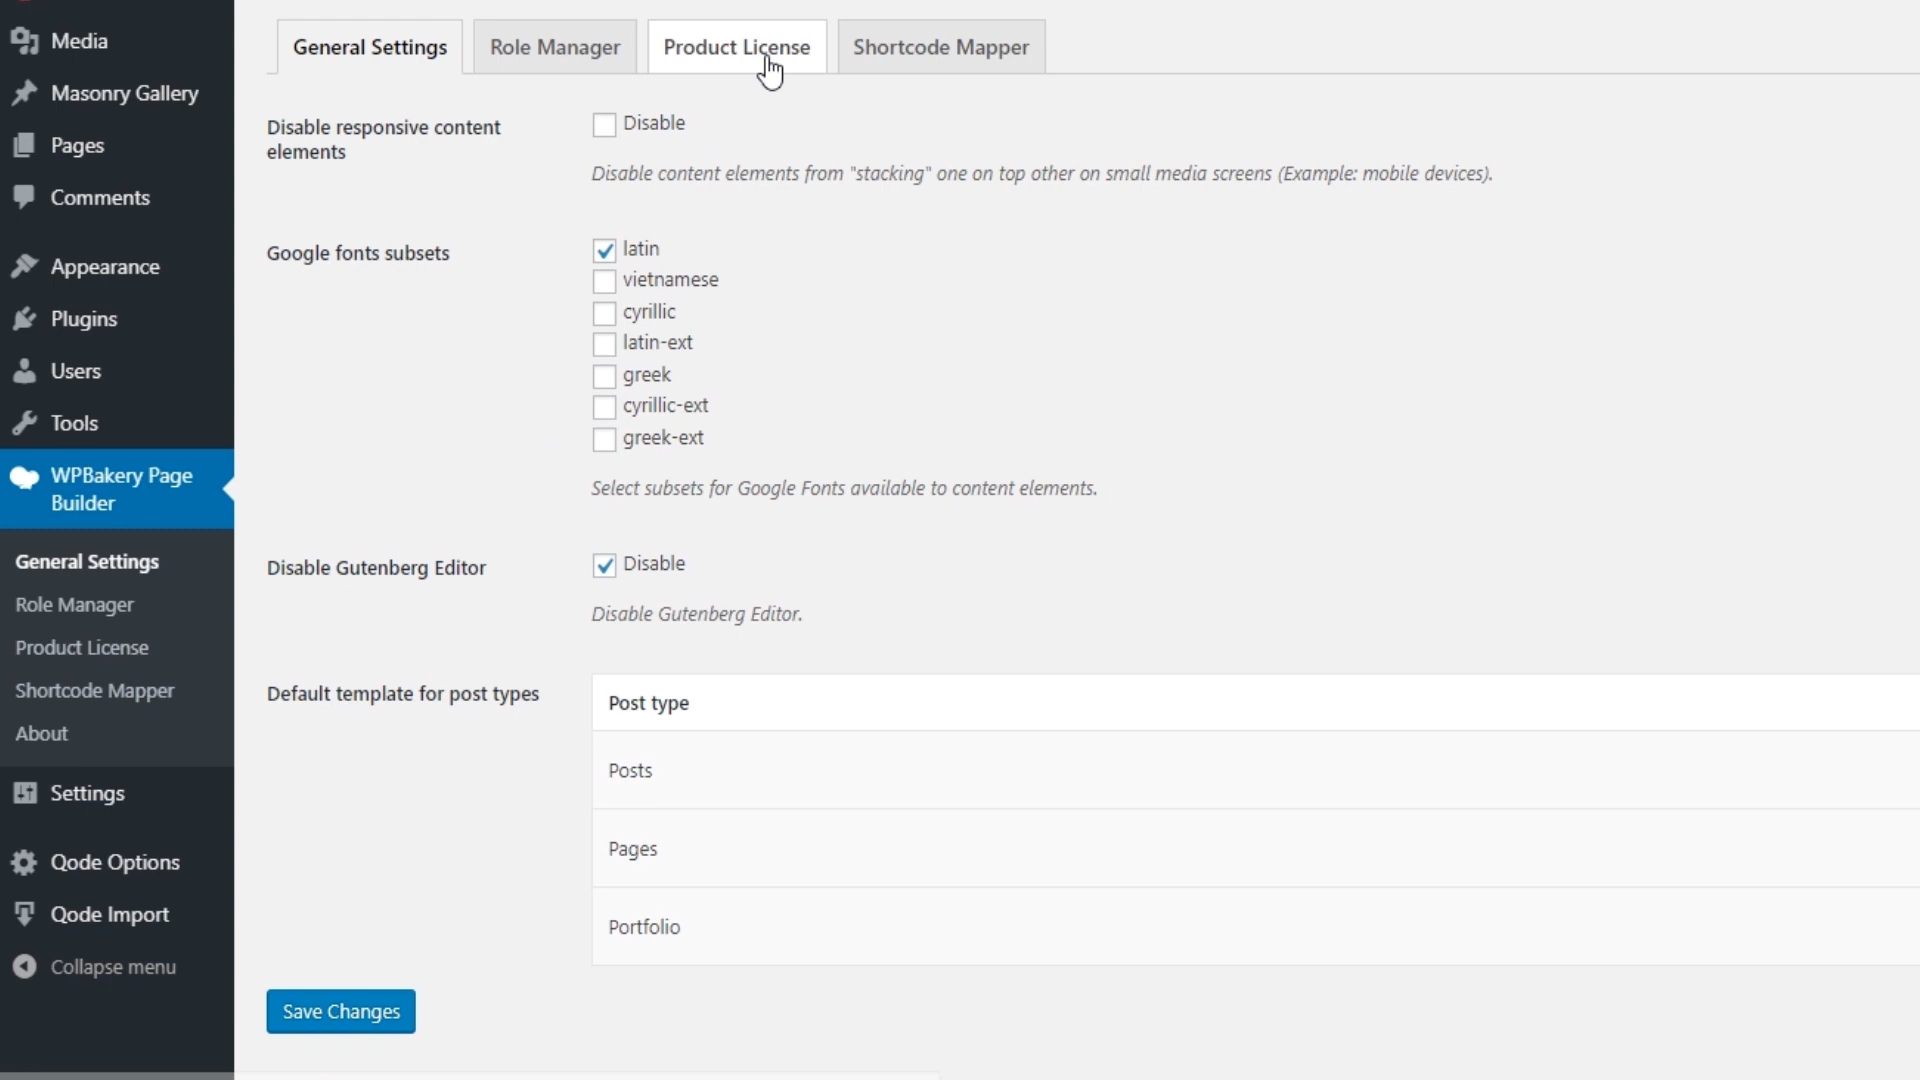 Media
Masonry Gallery
Pages
Comments
Appearance
Plugins
Users
Tools
WPBakery Page
Builder
General Settings
Role Manager
Product License
Shortcode Mapper
About
Settings
Qode Options
Qode Import
Collapse menu
General Settings
Role Manager
Product License
Shortcode Mapper
Disable responsive content
elements
Disable
Disable content elements from "stacking" one on top other on small media screens (Example: mobile devices).
Google fonts subsets
latin
vietnamese
cyrillic
latin-ext
greek
cyrillic-ext
greek-ext
Select subsets for Google Fonts available to content elements.
Disable Gutenberg Editor
Disable
Disable Gutenberg Editor.
Default template for post types
Post type
Posts
Pages
Portfolio
Save Changes